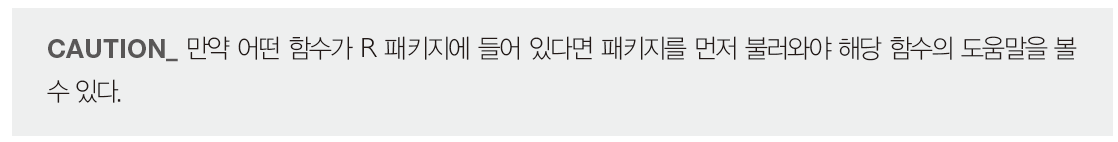 CAUTION_ 만약 어떤 함수가 R 패키지에 들어 있다면 패키지를 먼저 불러와야 해당 함수의 도움말을 볼
수 있다.